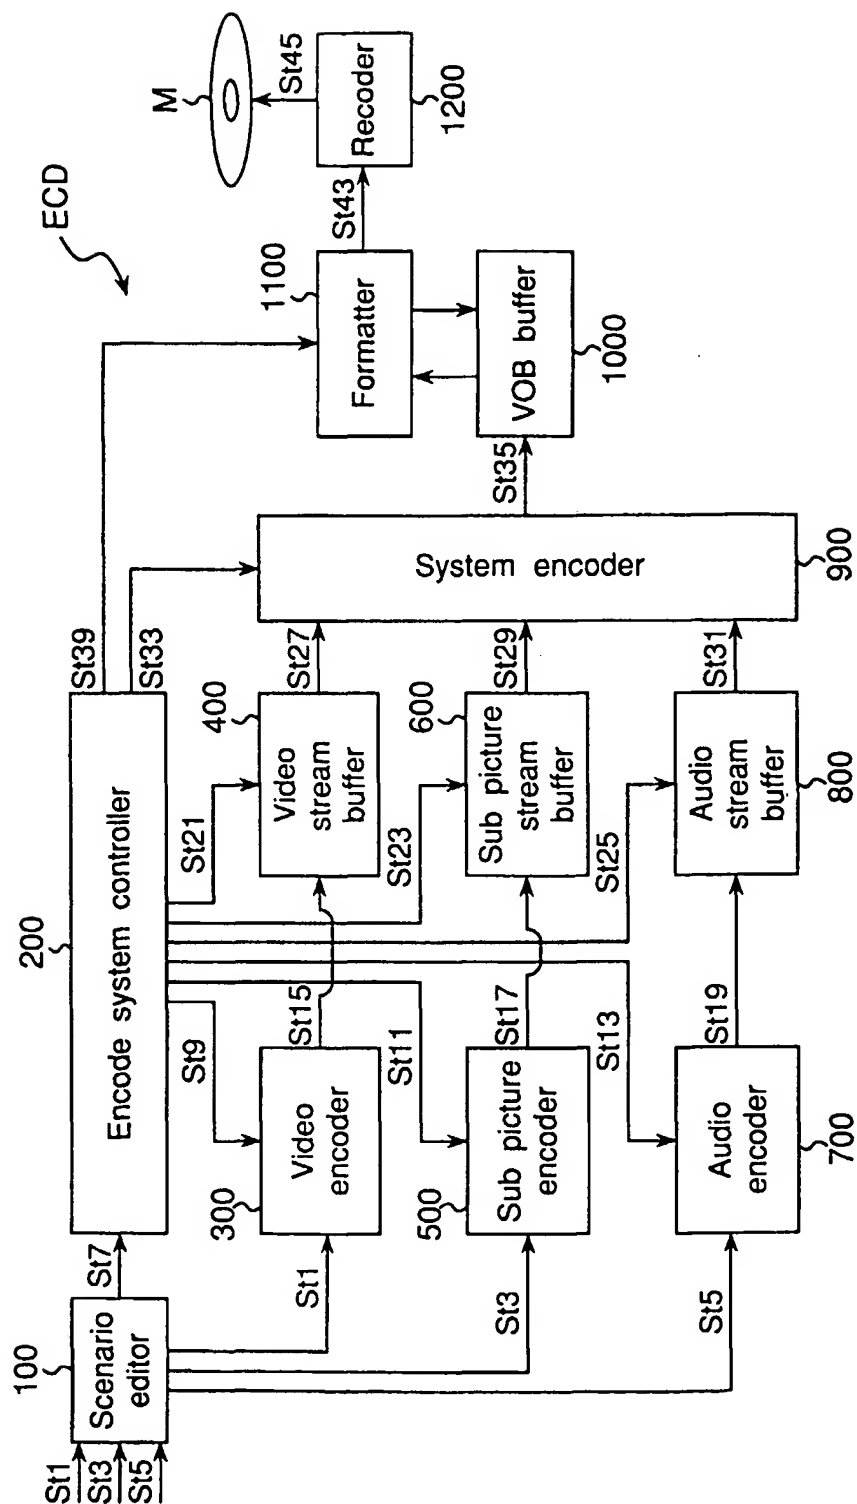 ECD
M
St45
Recoder
1200
St43
1100
Formatter
VOB buffer
1000
St35
System encoder
900
St39
St33
St27
St29
St31
200
Encode system controller
St21
400
Video
stream
buffer
St23
600
Sub picture
stream
buffer
St25
Audio
stream
buffer
800
St9
St15
300
Video
encoder
St11
St17
500
Sub picture
encoder
St13
St19
Audio
encoder
700
St7
100
Scenario
editor
St1
St3
St5
St1
St3
St5